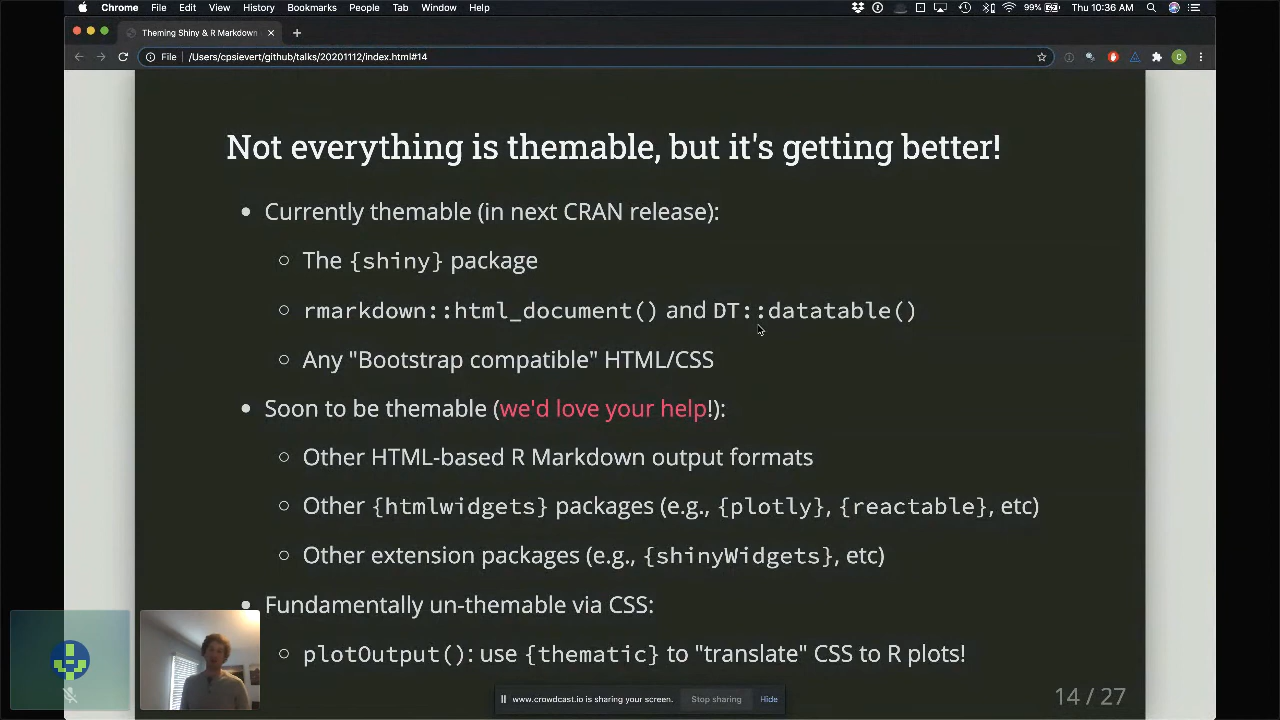 Chrome File Edit View History Bookmarks People Tab Window Help 99% Thu 10:36 AM
Theming Shiny & R Markdown
File /Users/cpsievert/github/talks/20201112/index.html#14
C
Not everything is themable, but it's getting better!
Currently themable (in next CRAN release):
The {shiny} package
rmarkdown::html_document() and DT::datatable()
Any "Bootstrap compatible" HTML/CSS
Soon to be themable (we'd love your help!):
Other HTML-based R Markdown output formats
Other {htmlwidgets} packages (e.g., {plotly}, {reactable}, etc)
Other extension packages (e.g., {shinyWidgets}, etc)
Fundamentally un-themable via CSS:
plotOutput(): use {thematic} to "translate" CSS to R plots!
www.crowdcast.io is sharing your screen. Stop sharing Hide
14 / 27